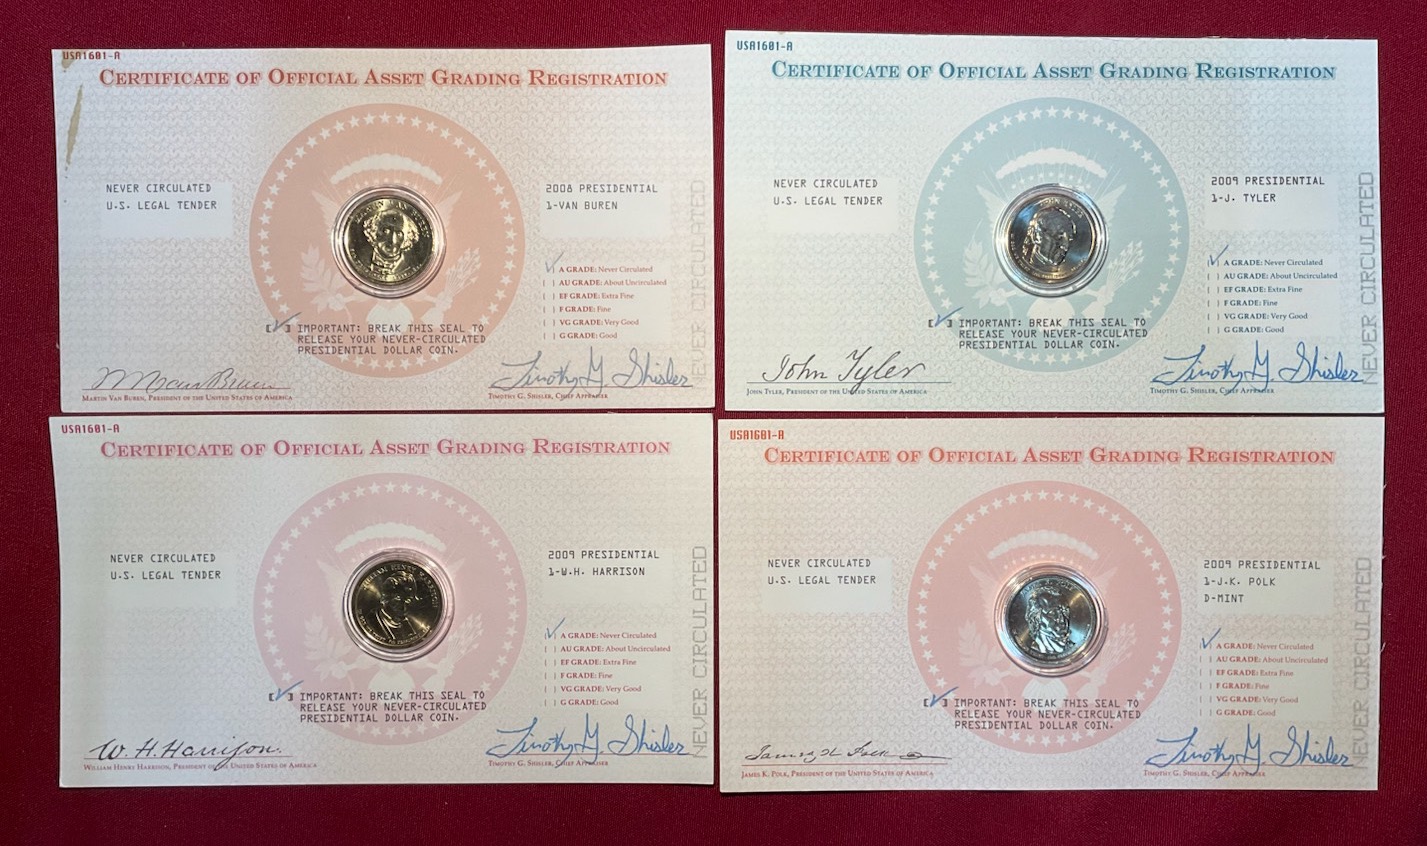 USA1601-A
CERTIFICATE OF OFFICIAL ASSET GRADING REGISTRATION
NEVER CIRCULATED
U.S. LEGAL TENDER
2008 PRESIDENTIAL
1-VAN BUREN
A GRADE: Never Circulated
AU GRADE: About Uncirculated
EF GRADE: Extra Fine
F GRADE: Fine
VG GRADE: Very Good
G GRADE: Good
IMPORTANT: BREAK THIS SEAL TO
RELEASE YOUR NEVER-CIRCULATED
PRESIDENTIAL DOLLAR COIN.
M Van Buren
MARTIN VAN BUREN, PRESIDENT OF THE UNITED STATES OF AMERICA
Timothy G. Shisler
TIMOTHY G. SHISLER, CHIEF APPRAISER
NEVER CIRCULATED
USA1601-A
CERTIFICATE OF OFFICIAL ASSET GRADING REGISTRATION
NEVER CIRCULATED
U.S. LEGAL TENDER
2009 PRESIDENTIAL
1-J. TYLER
A GRADE: Never Circulated
AU GRADE: About Uncirculated
EF GRADE: Extra Fine
F GRADE: Fine
VG GRADE: Very Good
G GRADE: Good
IMPORTANT: BREAK THIS SEAL TO
RELEASE YOUR NEVER-CIRCULATED
PRESIDENTIAL DOLLAR COIN.
John Tyler
JOHN TYLER, PRESIDENT OF THE UNITED STATES OF AMERICA
Timothy G. Shisler
TIMOTHY G. SHISLER, CHIEF APPRAISER
NEVER CIRCULATED
USA1601-A
CERTIFICATE OF OFFICIAL ASSET GRADING REGISTRATION
NEVER CIRCULATED
U.S. LEGAL TENDER
2009 PRESIDENTIAL
1-W.H. HARRISON
WILLIAM HENRY HARRISON
A GRADE: Never Circulated
AU GRADE: About Uncirculated
EF GRADE: Extra Fine
F GRADE: Fine
VG GRADE: Very Good
G GRADE: Good
IMPORTANT: BREAK THIS SEAL TO
RELEASE YOUR NEVER-CIRCULATED
PRESIDENTIAL DOLLAR COIN.
W. H. Harrison
WILLIAM HENRY HARRISON, PRESIDENT OF THE UNITED STATES OF AMERICA
Timothy G. Shisler
TIMOTHY G. SHISLER, CHIEF APPRAISER
NEVER CIRCULATED
USA1601-A
CERTIFICATE OF OFFICIAL ASSET GRADING REGISTRATION
NEVER CIRCULATED
U.S. LEGAL TENDER
2009 PRESIDENTIAL
1-J.K. POLK
D-MINT
A GRADE: Never Circulated
AU GRADE: About Uncirculated
EF GRADE: Extra Fine
F GRADE: Fine
VG GRADE: Very Good
G GRADE: Good
IMPORTANT: BREAK THIS SEAL TO
RELEASE YOUR NEVER-CIRCULATED
PRESIDENTIAL DOLLAR COIN.
James K Polk
JAMES K. POLK, PRESIDENT OF THE UNITED STATES OF AMERICA
Timothy G. Shisler
TIMOTHY G. SHISLER, CHIEF APPRAISER
NEVER CIRCULATED